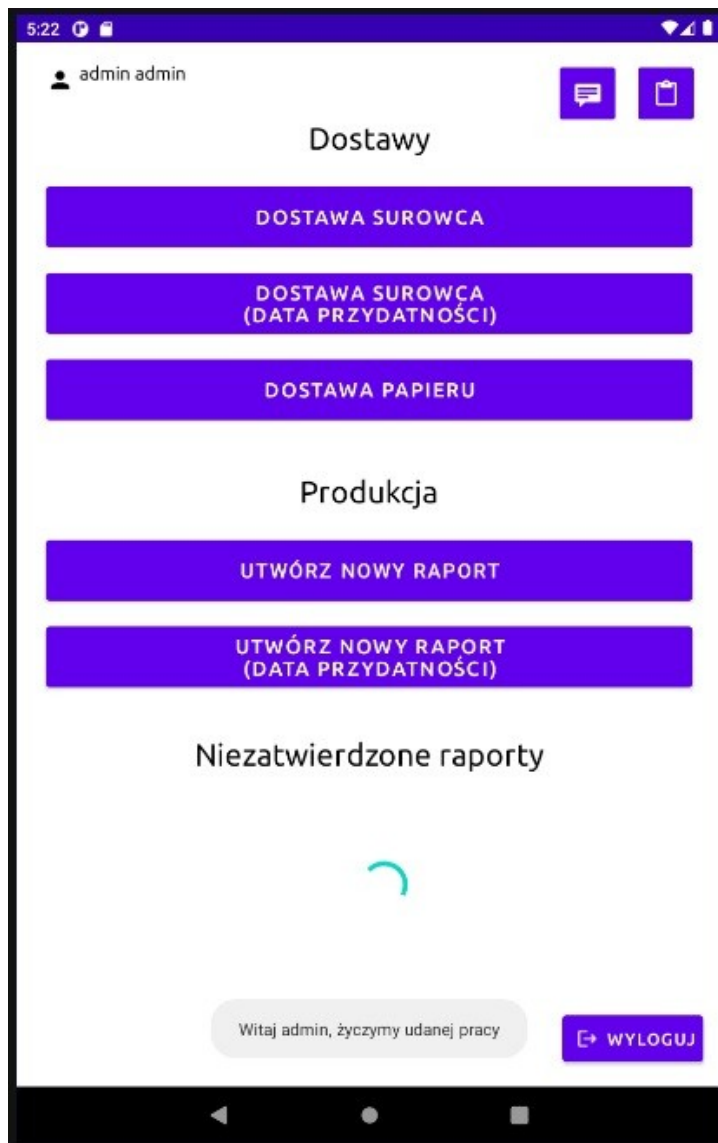 5:22
admin admin
Dostawy
DOSTAWA SUROWCA
DOSTAWA SUROWCA
(DATA PRZYDATNOŚCI)
DOSTAWA PAPIERU
Produkcja
UTWÓRZ NOWY RAPORT
UTWÓRZ NOWY RAPORT
(DATA PRZYDATNOŚCI)
Niezatwierdzone raporty
Witaj admin, życzymy udanej pracy
WYLOGUJ